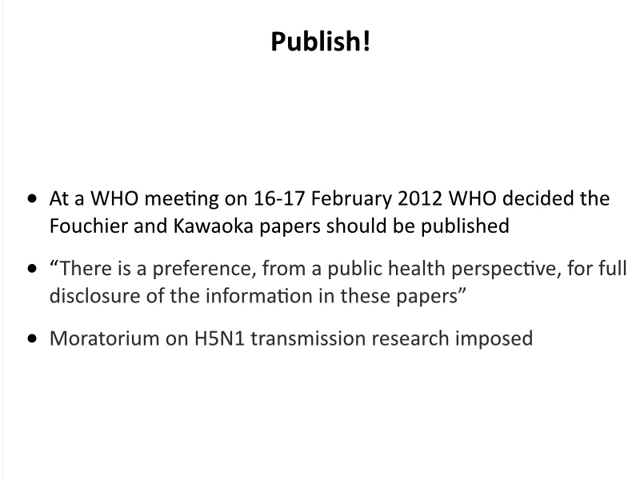 Publish!
• At a WHO meeting on 16-17 February 2012 WHO decided the
Fouchier and Kawaoka papers should be published
• “There is a preference, from a public health perspective, for full
disclosure of the information in these papers”
• Moratorium on H5N1 transmission research imposed